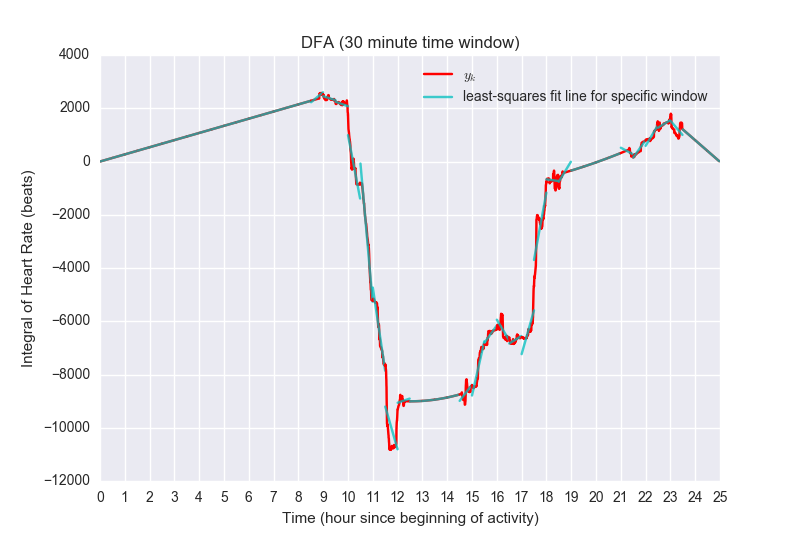 DFA (30 minute time window)
4000
2000
0
−2000
−4000
−6000
−8000
−10000
−12000
Integral of Heart Rate (beats)
yₖ
least-squares fit line for specific window
0 1 2 3 4 5 6 7 8 9 10 11 12 13 14 15 16 17 18 19 20 21 22 23 24 25
Time (hour since beginning of activity)